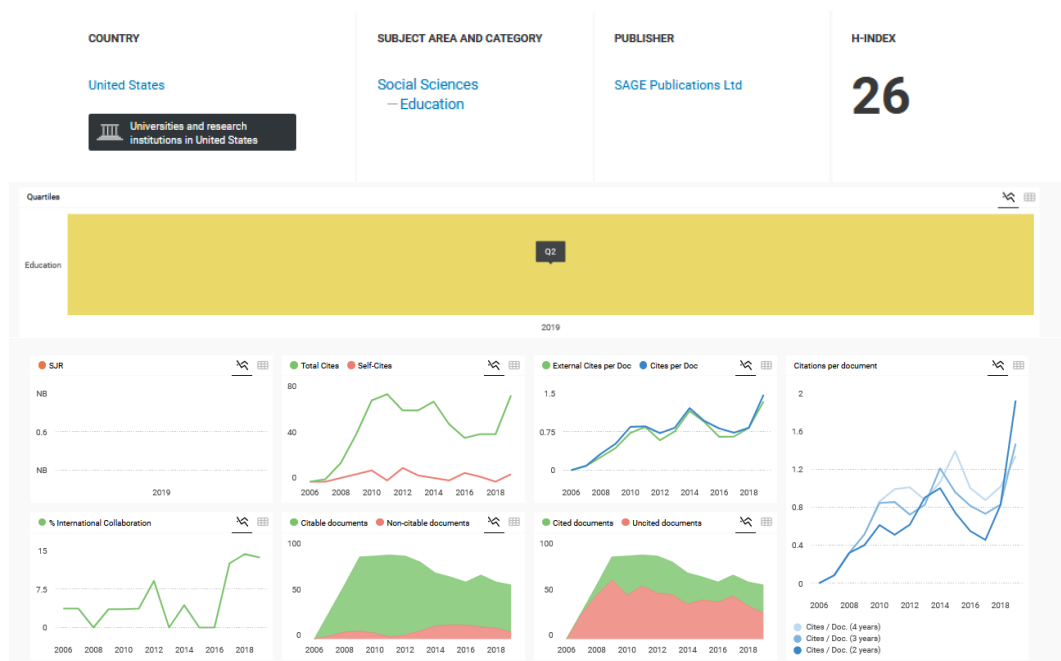 COUNTRY
SUBJECT AREA AND CATEGORY
PUBLISHER
H-INDEX
United States
Universities and research
institutions in United States
Social Sciences
Education
SAGE Publications Ltd
26
Quartiles
Education
Q2
2019
SJR
NB
0.6
NB
2019
Total Cites Self-Cites
80
40
0
2006 2008 2010 2012 2014 2016 2018
External Cites per Doc Cites per Doc
1.5
0.75
0
2006 2008 2010 2012 2014 2016 2018
Citations per document
2
1.6
1.2
0.8
0.4
0
2006 2008 2010 2012 2014 2016 2018
Cites / Doc. (4 years)
Cites / Doc. (3 years)
Cites / Doc. (2 years)
% International Collaboration
15
7.5
0
2006 2008 2010 2012 2014 2016 2018
Citable documents Non-citable documents
100
50
0
2006 2008 2010 2012 2014 2016 2018
Cited documents Uncited documents
100
50
0
2006 2008 2010 2012 2014 2016 2018